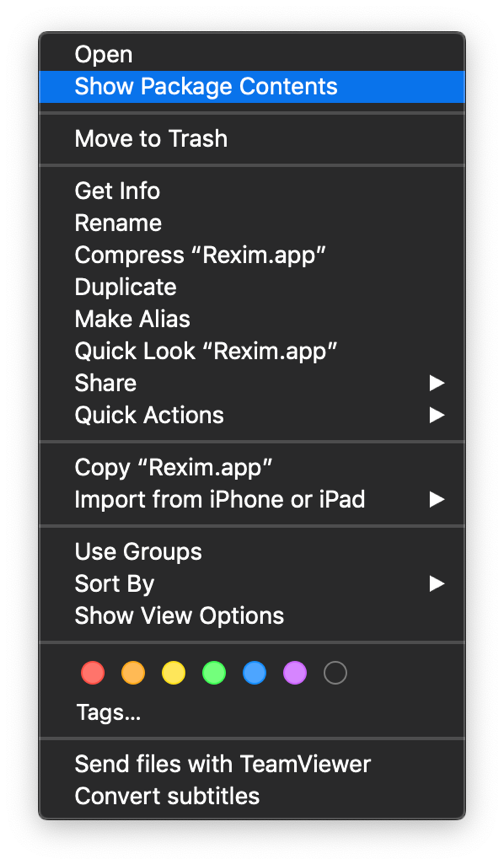 Open
Show Package Contents
Move to Trash
Get Info
Rename
Compress “Rexim.app”
Duplicate
Make Alias
Quick Look “Rexim.app”
Share
Quick Actions
Copy “Rexim.app”
Import from iPhone or iPad
Use Groups
Sort By
Show View Options
Tags...
Send files with TeamViewer
Convert subtitles